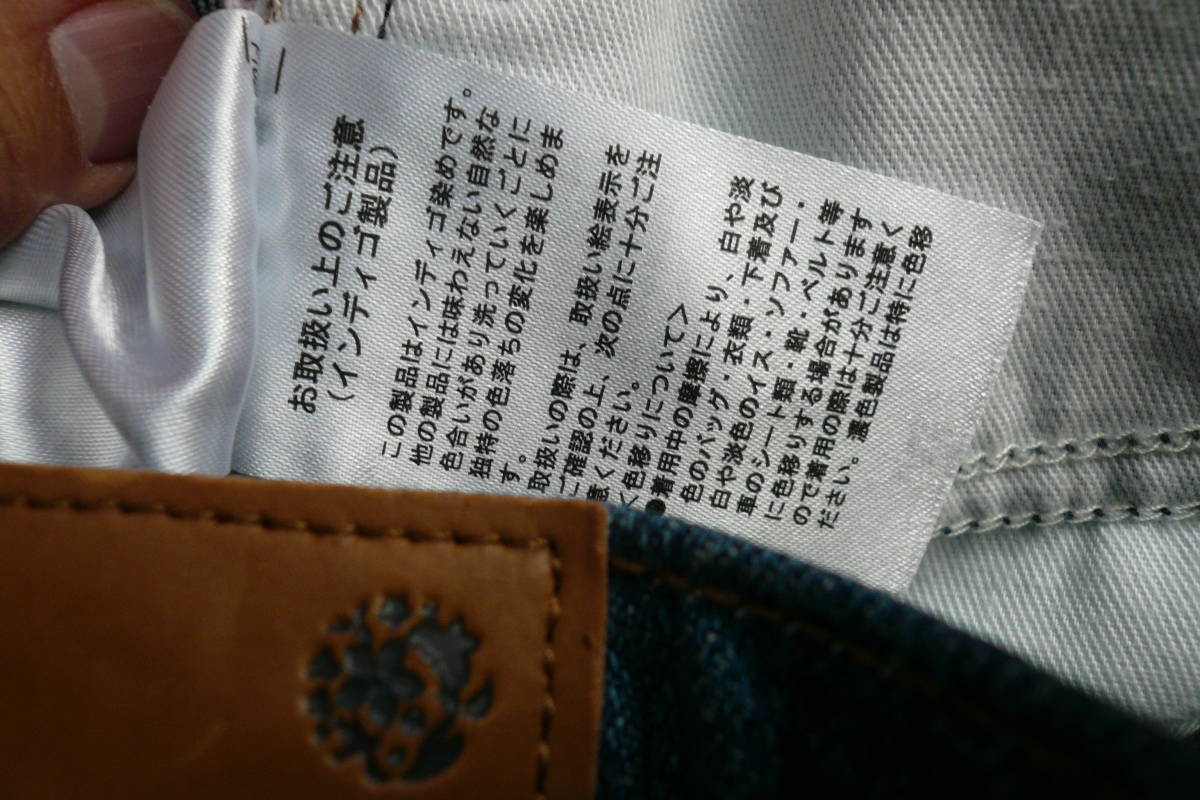 お取扱い上のご注意
（インディゴ製品）
この製品はインディゴ染めです。
他の製品には味わえない自然な
色合いがあり洗っていくごとに
独特の色落ちの変化を楽しめま
す。
取扱いの際は、取扱い絵表示を
ご確認の上、次の点に十分ご注
意ください。
く色移りについて＞
●着用中の摩擦により、白や淡
色のバッグ・衣類・下着及び
白や淡色のイス・ソファー・
車のシート類・靴・ベルト等
に色移りする場合があります
ので着用の際は十分ご注意く
ださい。濃色製品は特に色移